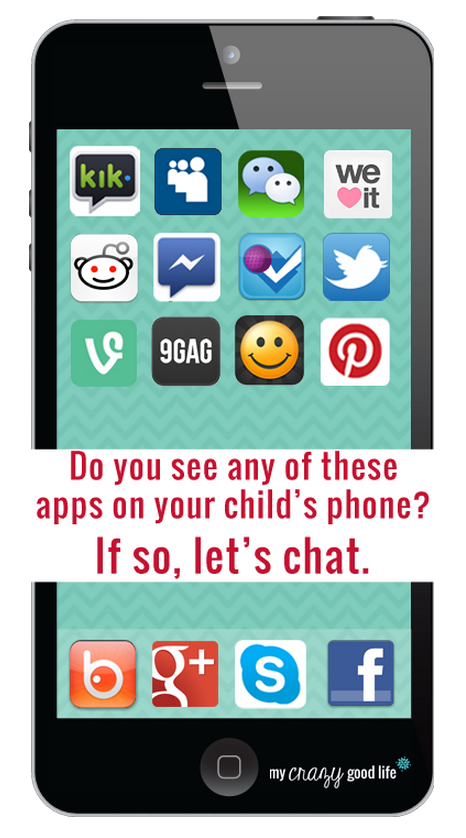 kik·
we
it
9GAG
Do you see any of these
apps on your child's phone?
If so, let's chat.
b
g+
S
f
my crazy good life